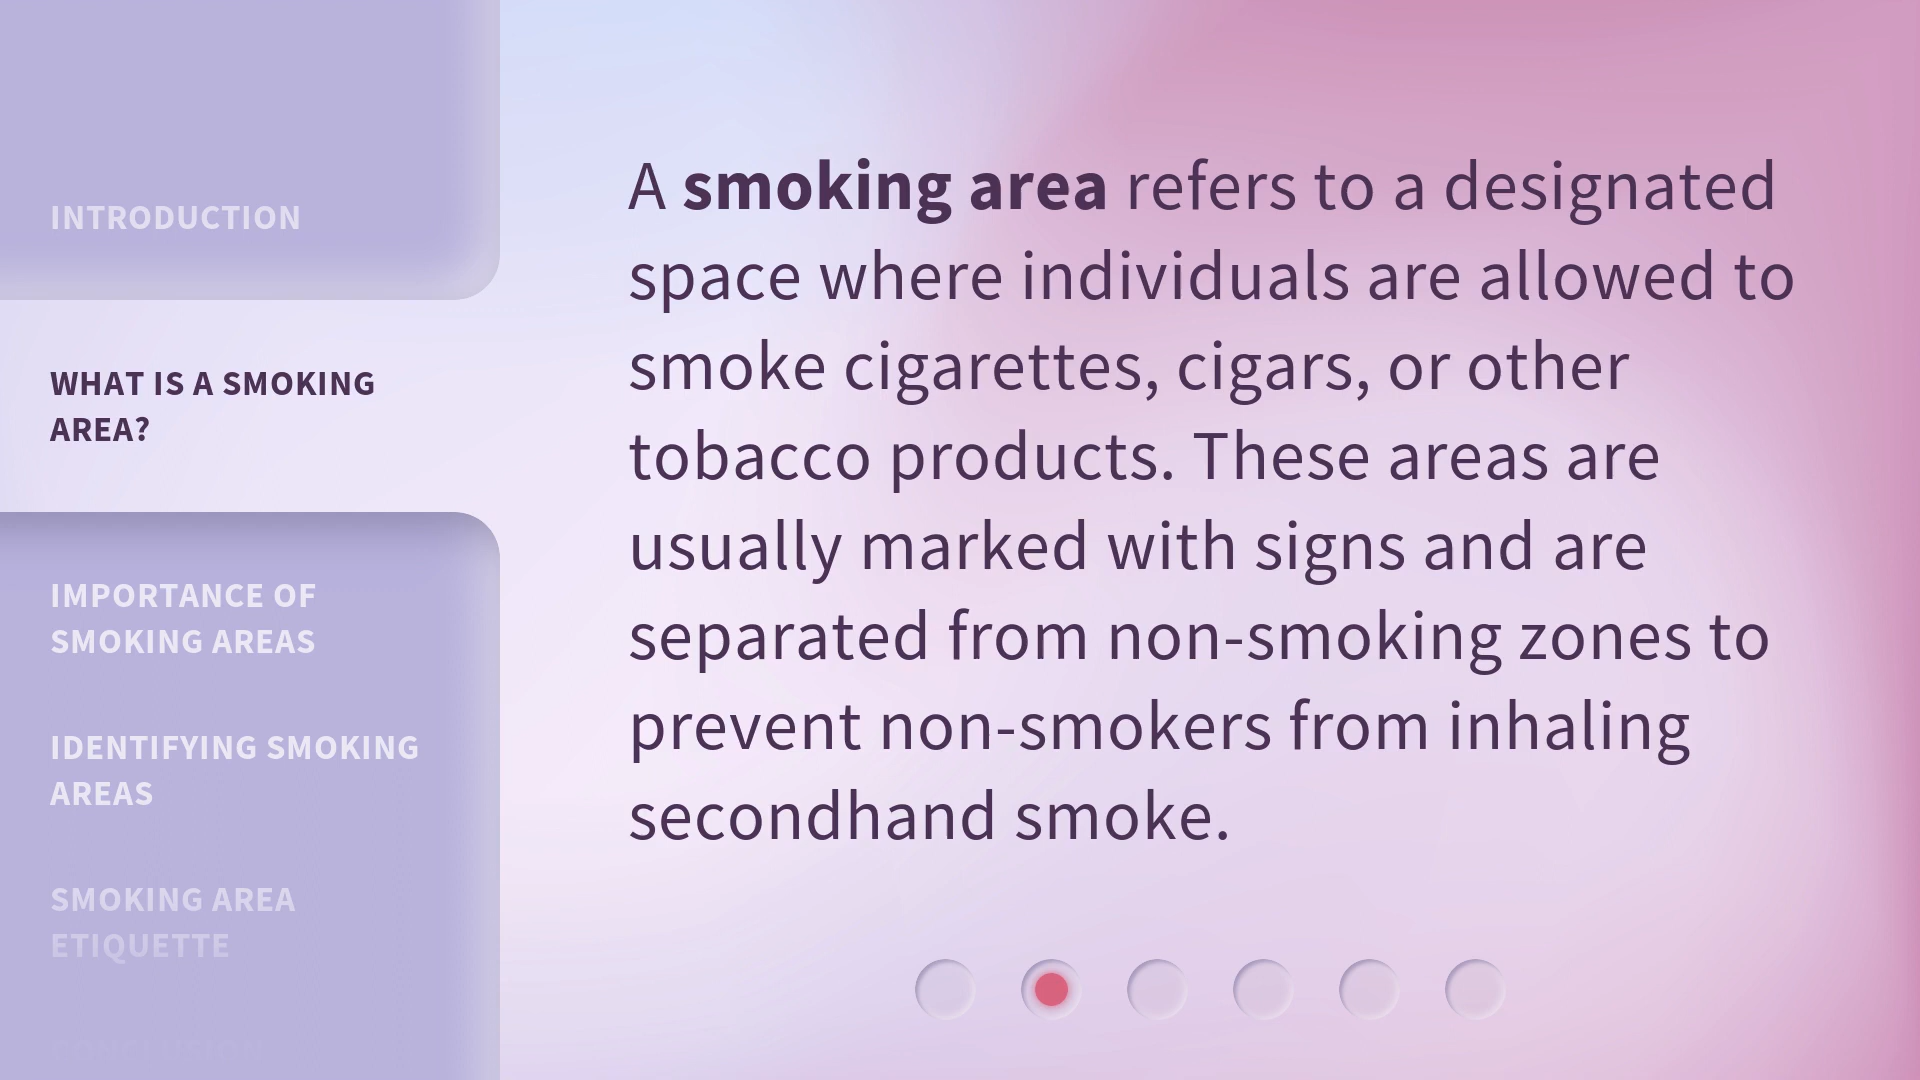 INTRODUCTION
WHAT IS A SMOKING
AREA?
IMPORTANCE OF
SMOKING AREAS
IDENTIFYING SMOKING
AREAS
SMOKING AREA
ETIQUETTE
CONCLUSION
A smoking area refers to a designated
space where individuals are allowed to
smoke cigarettes, cigars, or other
tobacco products. These areas are
usually marked with signs and are
separated from non-smoking zones to
prevent non-smokers from inhaling
secondhand smoke.